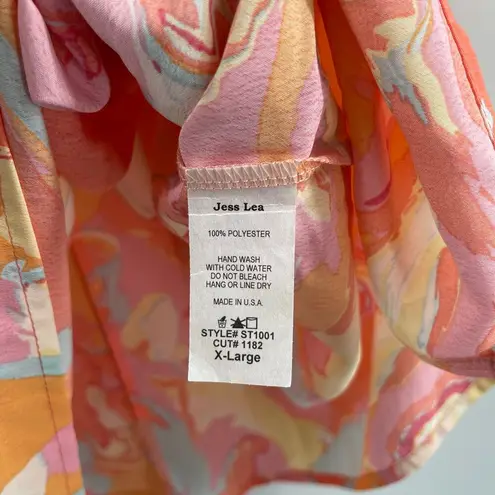 Jess Lea
100% POLYESTER
HAND WASH
WITH COLD WATER
DO NOT BLEACH
HANG OR LINE DRY
MADE IN U.S.A.
STYLE# ST1001
CUT# 1182
X-Large